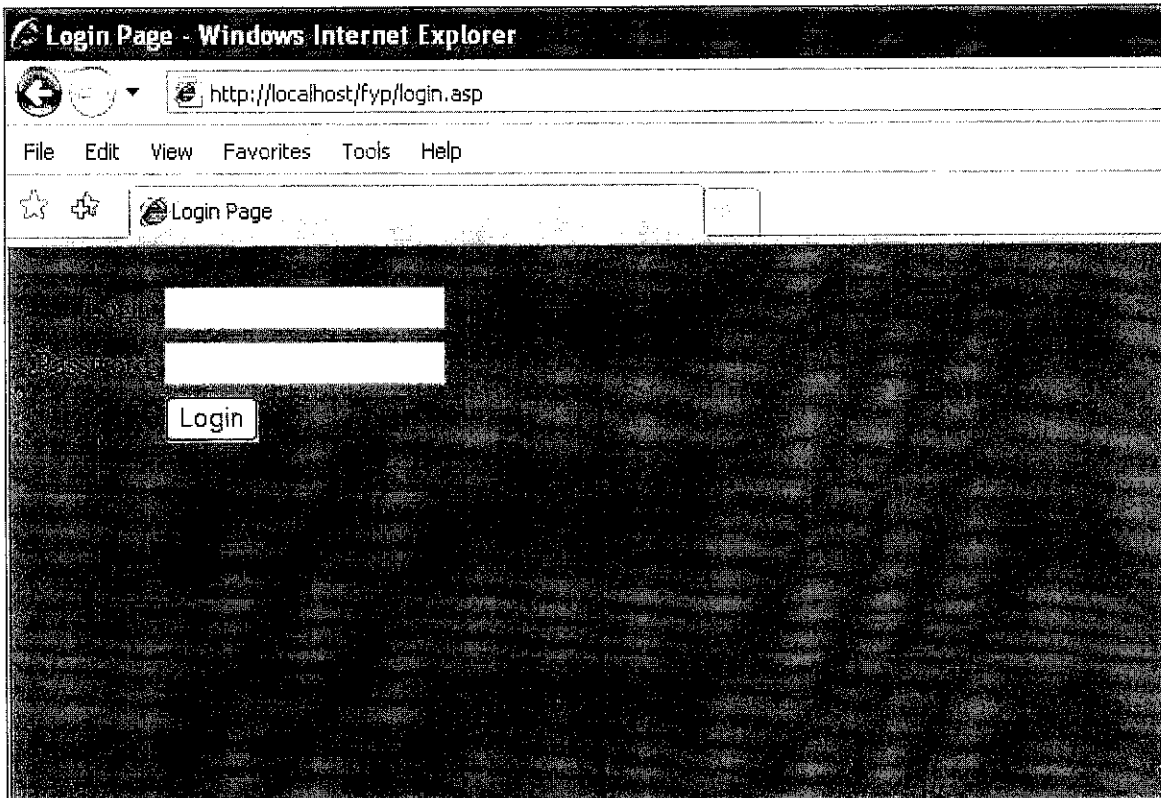 Login Page - Windows Internet Explorer
http://localhost/fyp/login.asp
File Edit View Favorites Tools Help
Login Page
Login